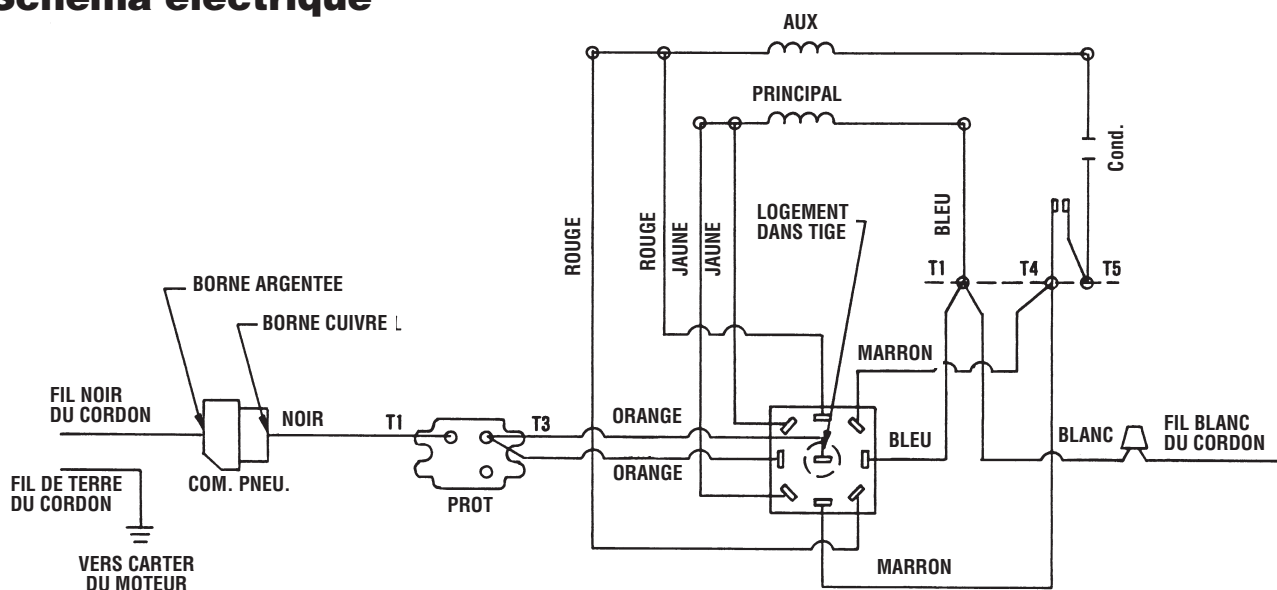 Schéma électrique
AUX
PRINCIPAL
Cond.
ROUGE
ROUGE
JAUNE
JAUNE
LOGEMENT
DANS TIGE
BLEU
T1
T4
T5
BORNE ARGENTEE
BORNE CUIVRE L
MARRON
FIL NOIR
DU CORDON
NOIR
T1
T3
ORANGE
BLEU
BLANC
FIL BLANC
DU CORDON
ORANGE
FIL DE TERRE
DU CORDON
COM. PNEU.
PROT
VERS CARTER
DU MOTEUR
MARRON